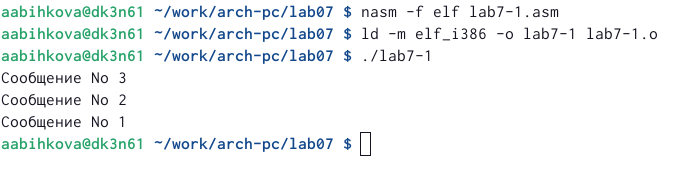 aabihkova@dk3n61 ~/work/arch-pc/lab07 $ nasm -f elf lab7-1.asm
aabihkova@dk3n61 ~/work/arch-pc/lab07 $ ld -m elf_i386 -o lab7-1 lab7-1.o
aabihkova@dk3n61 ~/work/arch-pc/lab07 $ ./lab7-1
Сообщение No 3
Сообщение No 2
Сообщение No 1
aabihkova@dk3n61 ~/work/arch-pc/lab07 $